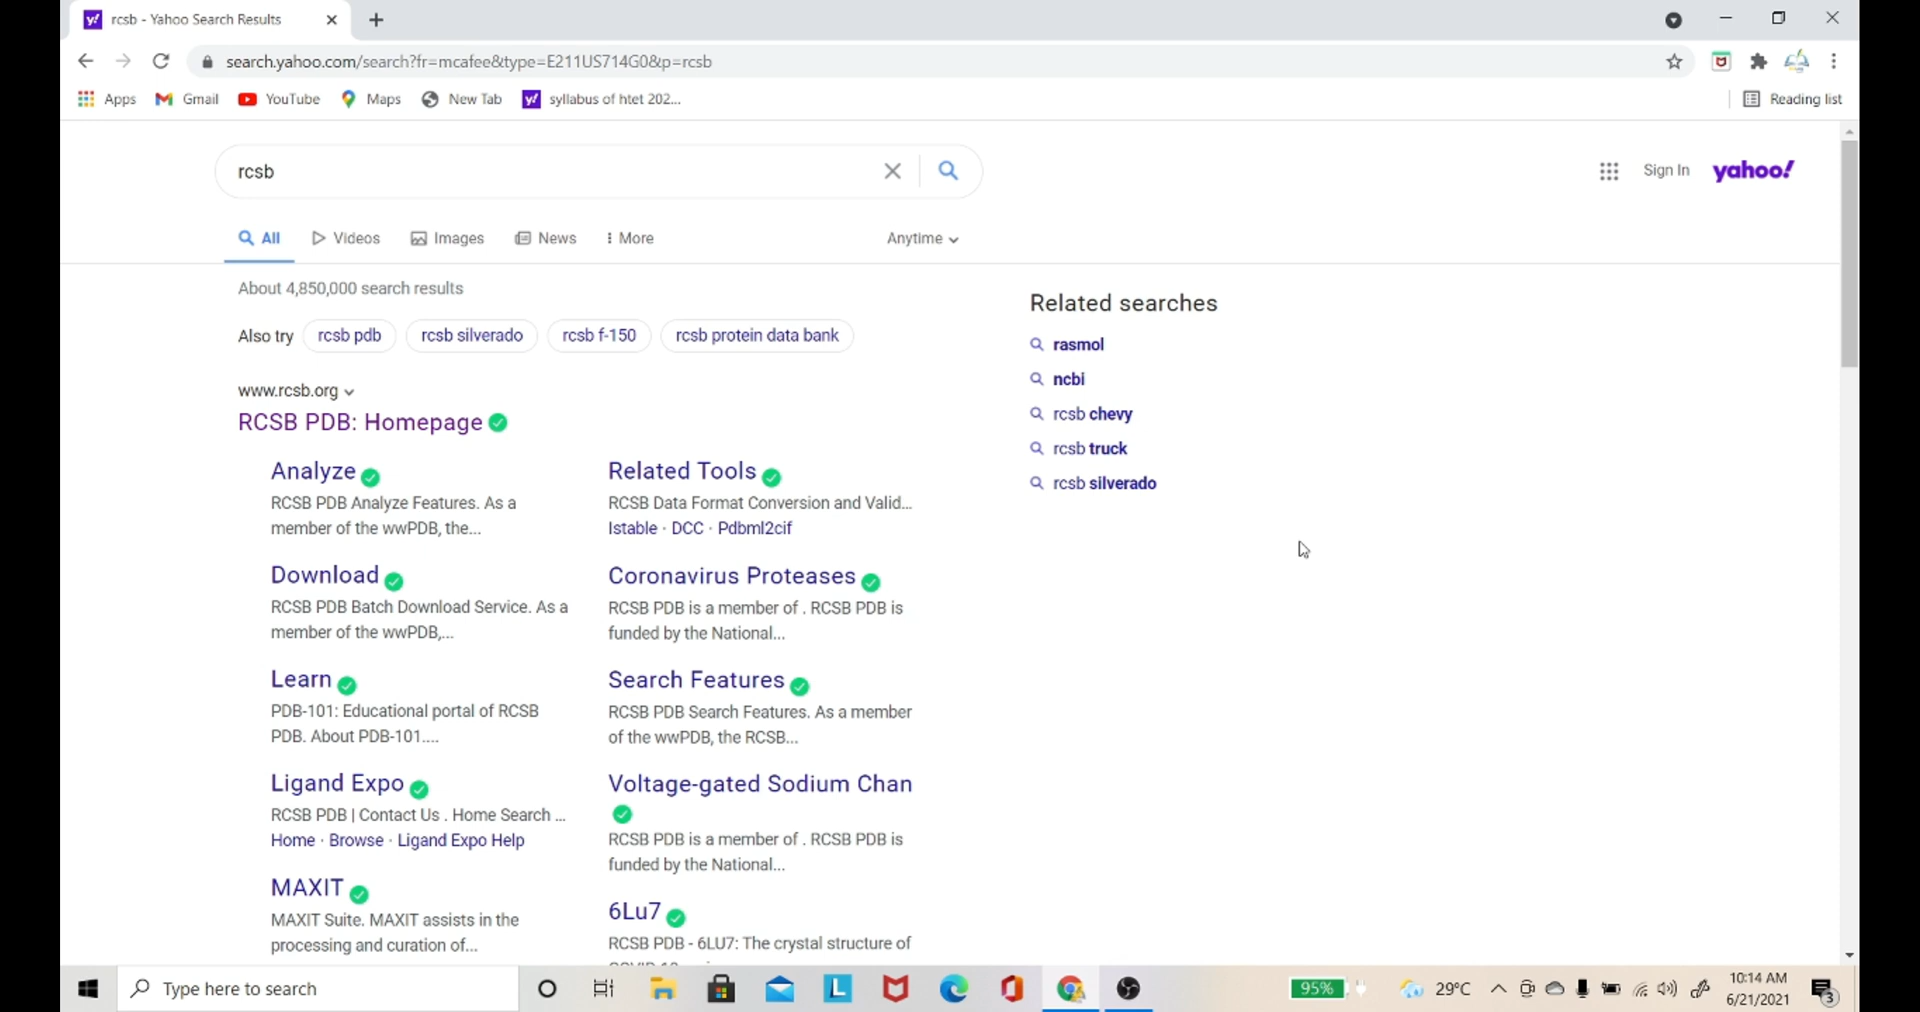 rcsb - Yahoo Search Results
search.yahoo.com/search?fr=mcafee&type=E211US714G0&p=rcsb
Apps Gmail YouTube Maps New Tab syllabus of htet 202... Reading list
rcsb
Sign In yahoo!
All Videos Images News More Anytime
About 4,850,000 search results
Related searches
Also try rcsb pdb rcsb silverado rcsb f-150 rcsb protein data bank
rasmol
ncbi
rcsb chevy
rcsb truck
rcsb silverado
www.rcsb.org
RCSB PDB: Homepage
Analyze
RCSB PDB Analyze Features. As a
member of the wwPDB, the...
Related Tools
RCSB Data Format Conversion and Valid...
Istable · DCC · Pdbml2cif
Download
RCSB PDB Batch Download Service. As a
member of the wwPDB,...
Coronavirus Proteases
RCSB PDB is a member of . RCSB PDB is
funded by the National...
Learn
PDB-101: Educational portal of RCSB
PDB. About PDB-101....
Search Features
RCSB PDB Search Features. As a member
of the wwPDB, the RCSB...
Ligand Expo
RCSB PDB | Contact Us . Home Search ...
Home · Browse · Ligand Expo Help
Voltage-gated Sodium Chan
RCSB PDB is a member of . RCSB PDB is
funded by the National...
MAXIT
MAXIT Suite. MAXIT assists in the
processing and curation of...
6Lu7
RCSB PDB - 6LU7: The crystal structure of
Type here to search
95%
29°C
10:14 AM
6/21/2021
3